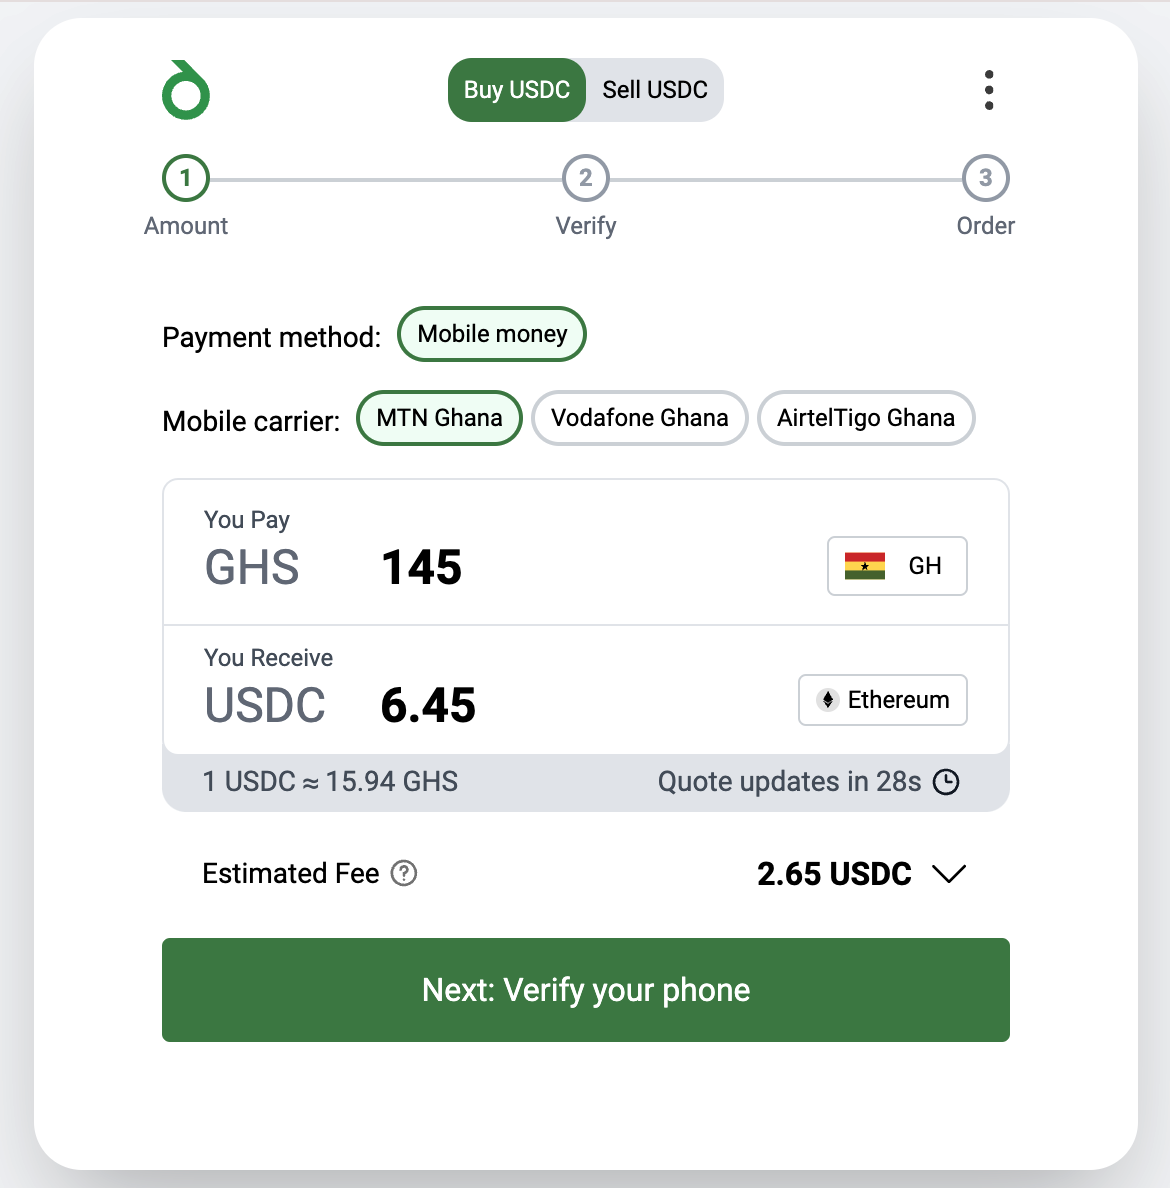 Buy USDC Sell USDC
1 2 3
Amount Verify Order
Payment method: Mobile money
Mobile carrier: MTN Ghana Vodafone Ghana AirtelTigo Ghana
You Pay
GHS 145 GH
You Receive
USDC 6.45 Ethereum
1 USDC ≈ 15.94 GHS Quote updates in 28s
Estimated Fee ? 2.65 USDC
Next: Verify your phone